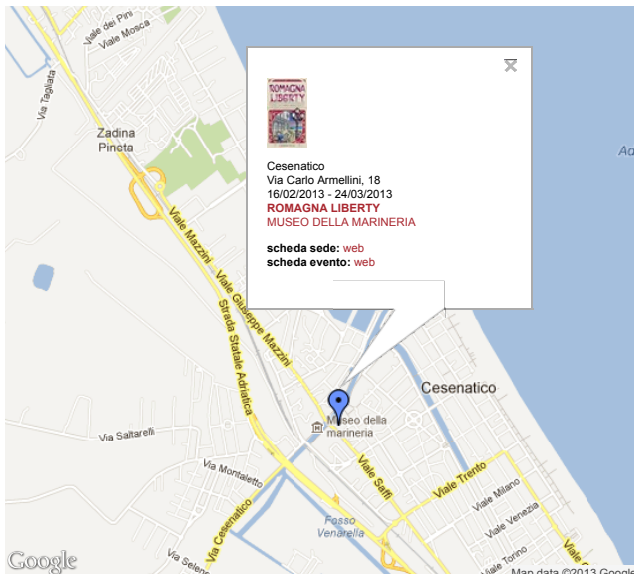 Viale dei Pini
Viale Mosca
Via Tagliata
Zadina
Pineta
ROMAGNA
LIBERTY
Cesenatico
Via Carlo Armellini, 18
16/02/2013 - 24/03/2013
ROMAGNA LIBERTY
MUSEO DELLA MARINERIA
scheda sede: web
scheda evento: web
Viale Mazzini
Viale Giuseppe Mazzini
Strada Statale Adriatica
Cesenatico
Museo della
marineria
Via Saltarelli
Via Montaletto
Viale Saffi
Viale Trento
Viale Milano
Viale Venezia
Viale Torino
Via Cesenatico
Fosso
Venarella
Google
Map data ©2013 Google